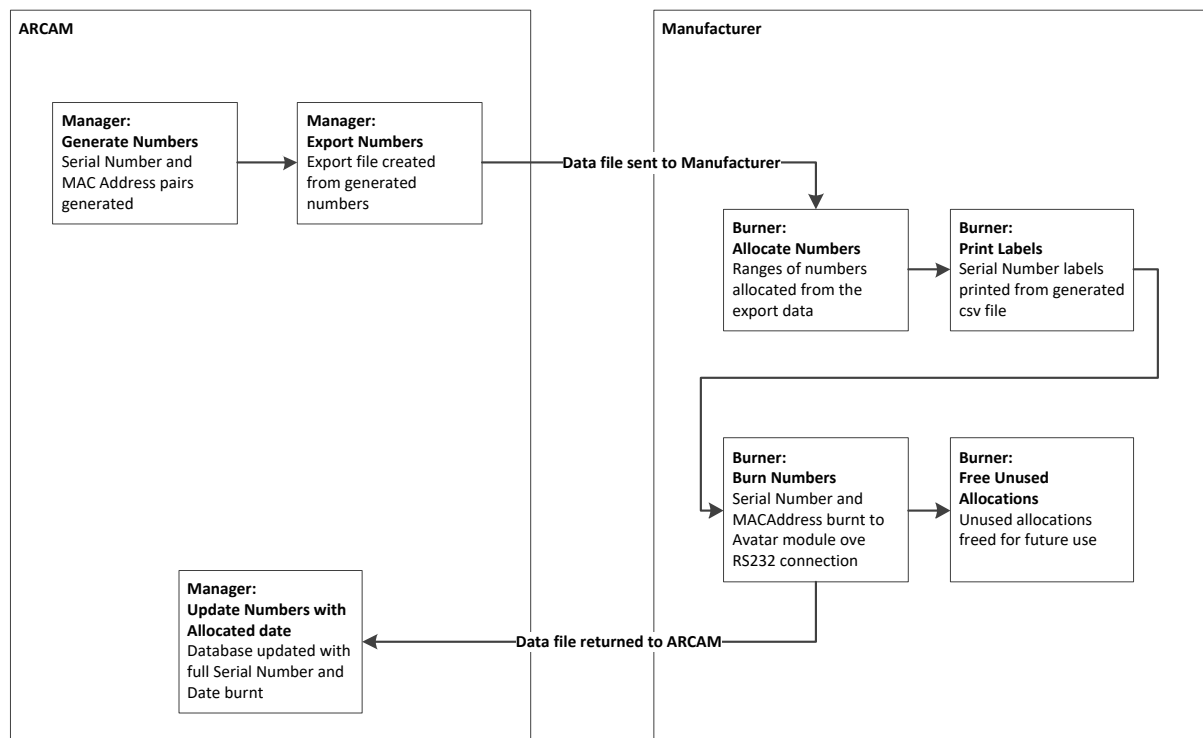 ARCAM
Manufacturer
Manager:
Generate Numbers
Serial Number and
MAC Address pairs
generated
Manager:
Export Numbers
Export file created
from generated
numbers
Data file sent to Manufacturer
Burner:
Allocate Numbers
Ranges of numbers
allocated from the
export data
Burner:
Print Labels
Serial Number labels
printed from generated
csv file
Burner:
Burn Numbers
Serial Number and
MACAddress burnt to
Avatar module ove
RS232 connection
Burner:
Free Unused
Allocations
Unused allocations
freed for future use
Manager:
Update Numbers with
Allocated date
Database updated with
full Serial Number and
Date burnt
Data file returned to ARCAM